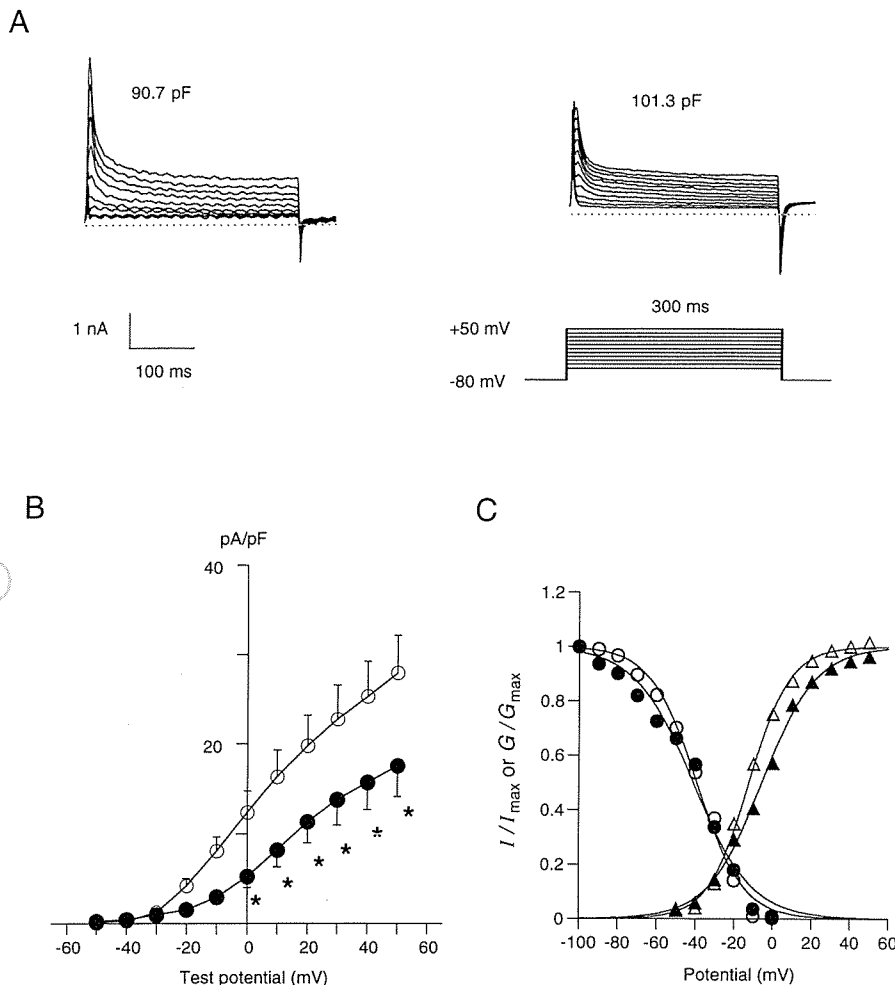 A
90.7 pF
101.3 pF
1 nA
100 ms
300 ms
+50 mV
-80 mV
B
pA/pF
40
20
-60
-40
-20
0
20
40
60
Test potential (mV)
* * * * * *
C
I/Imax or G/Gmax
1.2
1
0.8
0.6
0.4
0.2
0
-100
-80
-60
-40
-20
0
20
40
60
Potential (mV)